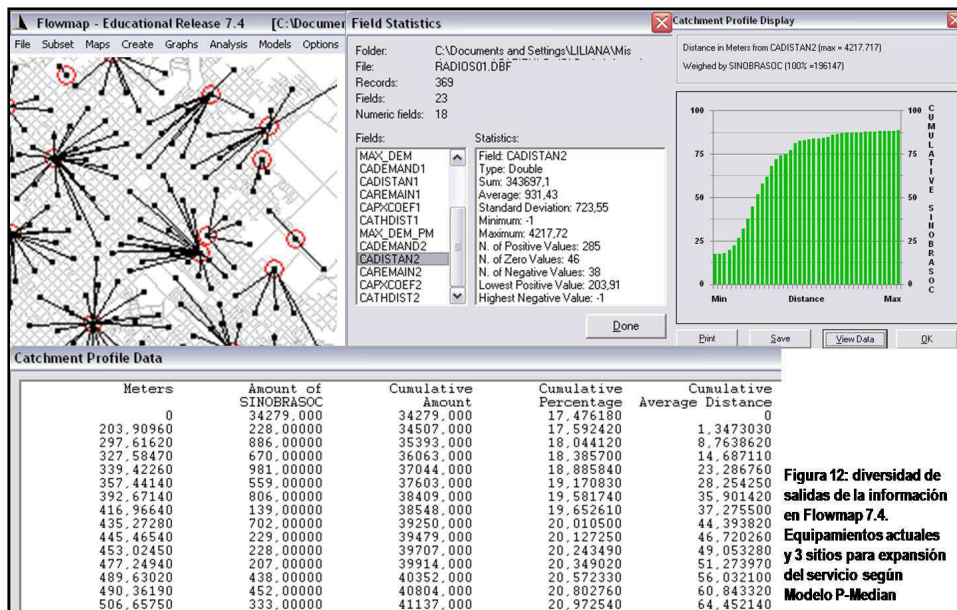 Flowmap - Educational Release 7.4 [C:\Documer
File Subset Maps Create Graphs Analysis Models Options
Field Statistics
Folder: C:\Documents and Settings\LILIANA\Mis
File: RADIOS01.DBF
Records: 369
Fields: 23
Numeric fields: 18
Fields:
MAX_DEM
CADEMAND1
CADISTAN1
CAREMAIN1
CAPXCOEF1
CATHDIST1
MAX_DEM_PM
CADEMAND2
CADISTAN2
CAREMAIN2
CAPXCOEF2
CATHDIST2
Statistics:
Field: CADISTAN2
Type: Double
Sum: 343697,1
Average: 931,43
Standard Deviation: 723,55
Minimum: -1
Maximum: 4217,72
N. of Positive Values: 285
N. of Zero Values: 46
N. of Negative Values: 38
Lowest Positive Value: 203,91
Highest Negative Value: -1
Done
Catchment Profile Display
Distance in Meters from CADISTAN2 (max = 4217.717)
Weighed by SINOBRASOC (100% =196147)
100 100
75 75
50 50
25 25
0 0
Min Distance Max
CUMULATIVE SINOBRASOC
Print Save View Data OK
Catchment Profile Data
Meters Amount of Cumulative Cumulative Cumulative
SINOBRASOC Amount Percentage Average Distance
0 34279,000 34279,000 17,476180 0
203,90960 228,00000 34507,000 17,592420 1,3473030
297,61620 886,00000 35393,000 18,044120 8,7638620
327,58470 670,00000 36063,000 18,385700 14,687110
339,42260 981,00000 37044,000 18,885840 23,286760
357,44140 559,00000 37603,000 19,170830 28,254250
392,67140 806,00000 38409,000 19,581740 35,901420
416,96640 139,00000 38548,000 19,652610 37,275500
435,27280 702,00000 39250,000 20,010500 44,393820
445,46540 229,00000 39479,000 20,127250 46,720260
453,02450 228,00000 39707,000 20,243490 49,053280
477,24940 207,00000 39914,000 20,349020 51,273970
489,63020 438,00000 40352,000 20,572330 56,032100
490,36190 452,00000 40804,000 20,802760 60,843320
506,65750 333,00000 41137,000 20,972540 64,452140
Figura 12: diversidad de
salidas de la información
en Flowmap 7.4.
Equipamientos actuales
y 3 sitios para expansión
del servicio según
Modelo P-Median